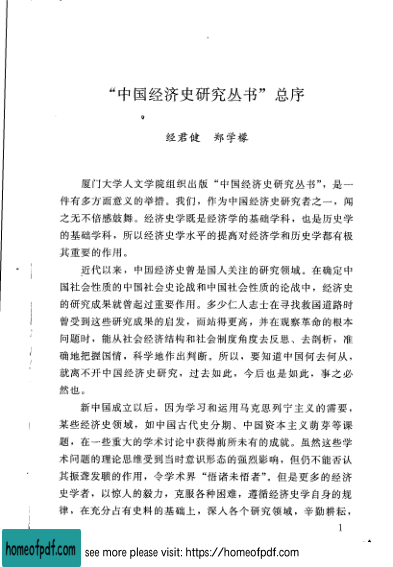 “中国经济史研究丛书”总序
经君健 郑学檬
厦门大学人文学院组织出版“中国经济史研究丛书”，是一
件有多方面意义的举措。我们，作为中国经济史研究者之一，闻
之无不倍感鼓舞。经济史学既是经济学的基础学科，也是历史学
的基础学科，所以经济史学水平的提高对经济学和历史学都有极
其重要的作用。
近代以来，中国经济史曾是国人关注的研究领域。在确定中
国社会性质的中国社会史论战和中国社会性质的论战中，经济史
的研究成果就曾起过重要作用。多少仁人志士在寻找救国道路时
曾受到这些研究成果的启发，而站得更高，并在观察革命的根本
问题时，能从社会经济结构和社会制度角度去反思、去剖析，准
确地把握国情，科学地作出判断。所以，要知道中国何去何从，
就离不开中国经济史研究，过去如此，今后也是如此，事之必
然也。
新中国成立以后，因为学习和运用马克思列宁主义的需要，
某些经济史领域，如中国古代史分期、中国资本主义萌芽等课
题，在一些重大的学术讨论中获得前所未有的成就。虽然这些学
术问题的理论思维受到当时意识形态的强烈影响，但仍不能否认
其振聋发聩的作用，令学术界“悟诸未悟者”。但是更多的经济
史学者，以惊人的毅力，克服各种困难，遵循经济史学自身的规
律，在充分占有史料的基础上，深入各个研究领域，辛勤耕耘，
1
homeofpdf.com
see more please visit: https://homeofpdf.com